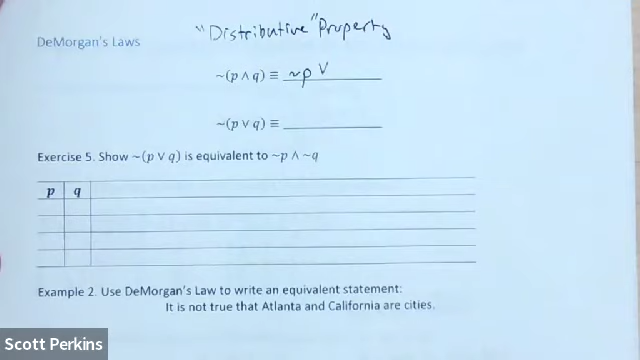 "Distributive" Property
DeMorgan's Laws
~(p ∧ q) ≡ ~p ∨
~(p ∨ q) ≡
Exercise 5. Show ~(p ∨ q) is equivalent to ~p ∧ ~q
p q
Example 2. Use DeMorgan's Law to write an equivalent statement:
It is not true that Atlanta and California are cities.
Scott Perkins